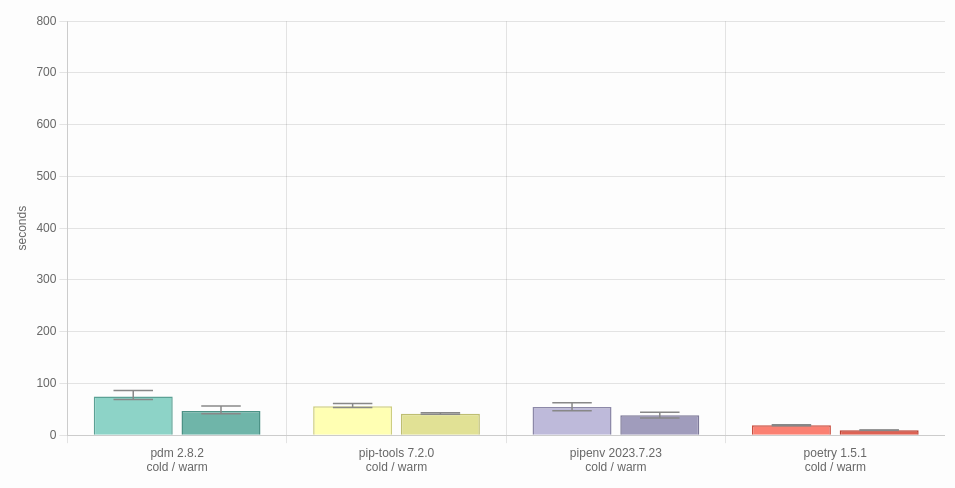 800
700
600
500
400
300
200
100
0
seconds
pdm 2.8.2
cold / warm
pip-tools 7.2.0
cold / warm
pipenv 2023.7.23
cold / warm
poetry 1.5.1
cold / warm